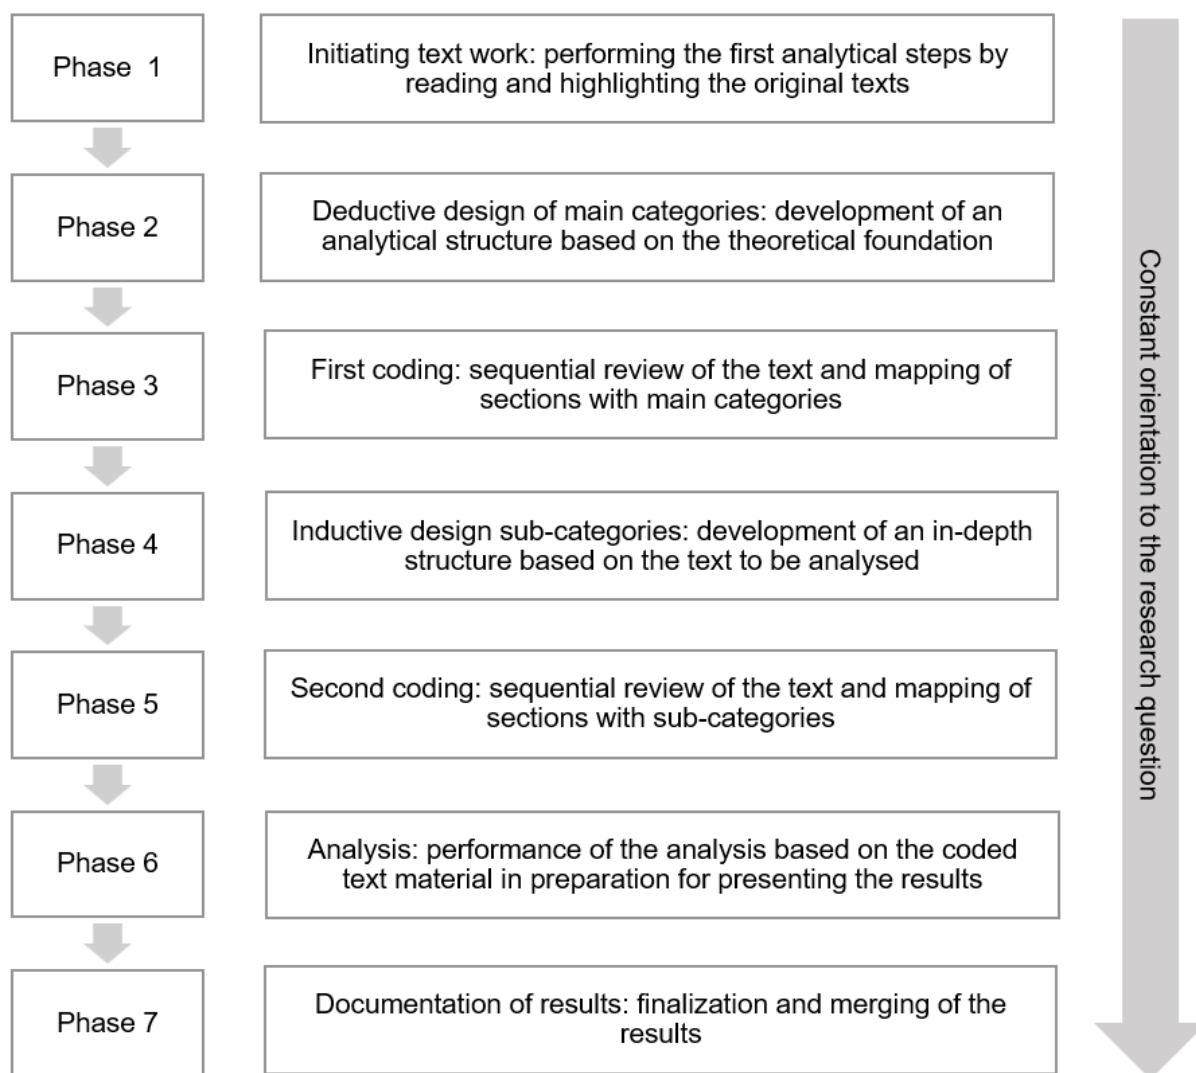 Phase 1
Initiating text work: performing the first analytical steps by
reading and highlighting the original texts
Phase 2
Deductive design of main categories: development of an
analytical structure based on the theoretical foundation
Phase 3
First coding: sequential review of the text and mapping of
sections with main categories
Phase 4
Inductive design sub-categories: development of an in-depth
structure based on the text to be analysed
Phase 5
Second coding: sequential review of the text and mapping of
sections with sub-categories
Phase 6
Analysis: performance of the analysis based on the coded
text material in preparation for presenting the results
Phase 7
Documentation of results: finalization and merging of the
results
Constant orientation to the research question